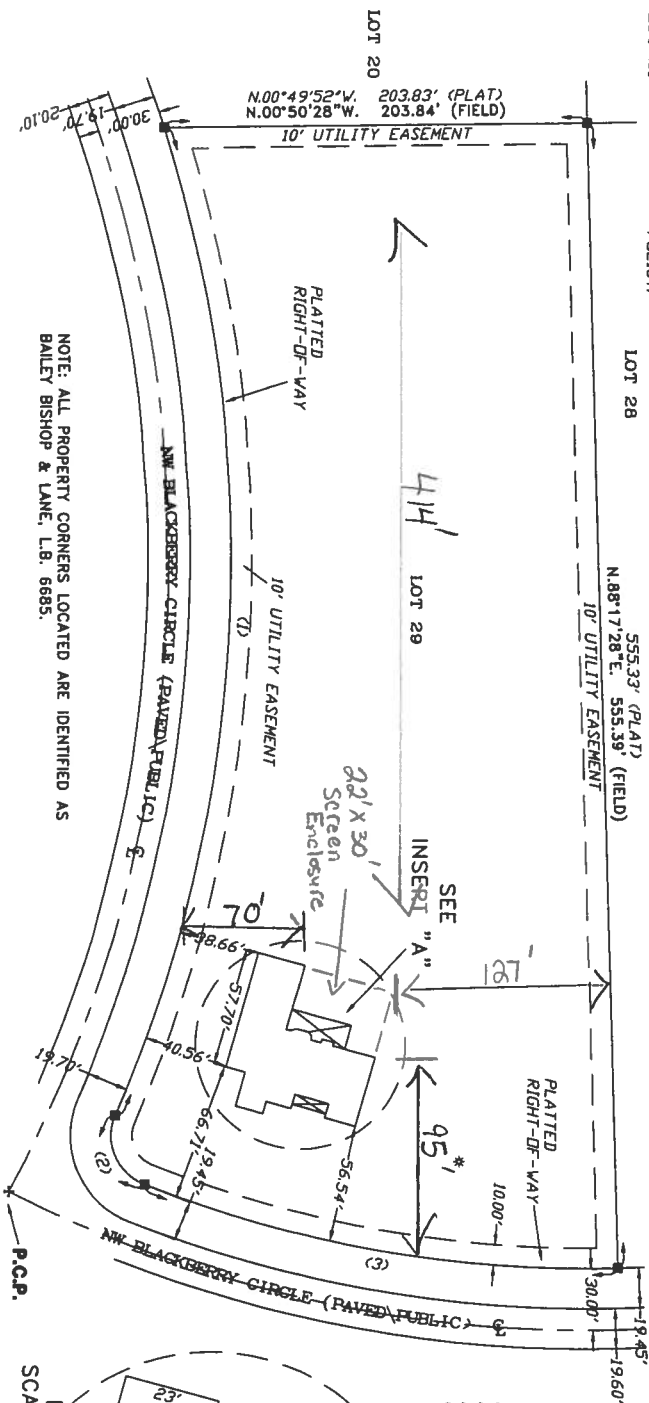 LOT 20
N.00°49'52"W. 203.83' (PLAT)
N.00°50'28"W. 203.84' (FIELD)
10' UTILITY EASEMENT
LOT 28
555.33' (PLAT)
N.88°17'28"E. 555.39' (FIELD)
10' UTILITY EASEMENT
30.00'
19.70'
20.10'
PLATTED
RIGHT-OF-WAY
414'
LOT 29
(1)
10' UTILITY EASEMENT
NW BLACKBERRY CIRCLE (PAVED\PUBLIC) ℄
NOTE: ALL PROPERTY CORNERS LOCATED ARE IDENTIFIED AS
BAILEY BISHOP & LANE, L.B. 6685.
22' X 30'
Screen
Enclosure
SEE
INSERT "A"
127'
70'
38.66'
57.70'
40.56'
19.70'
66.71'
19.45'
56.54'
95*'
PLATTED
RIGHT-OF-WAY
10.00'
30.00'
19.45'
19.60'
(2)
(3)
NW BLACKBERRY CIRCLE (PAVED\PUBLIC) ℄
P.C.P.
23'
SCA